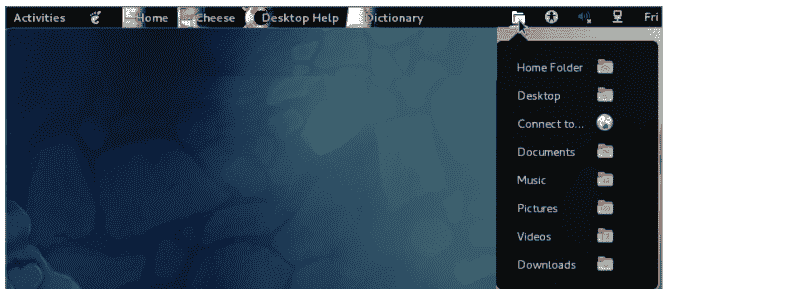 Activities Home Cheese Desktop Help Dictionary Fri
Home Folder
Desktop
Connect to...
Documents
Music
Pictures
Videos
Downloads